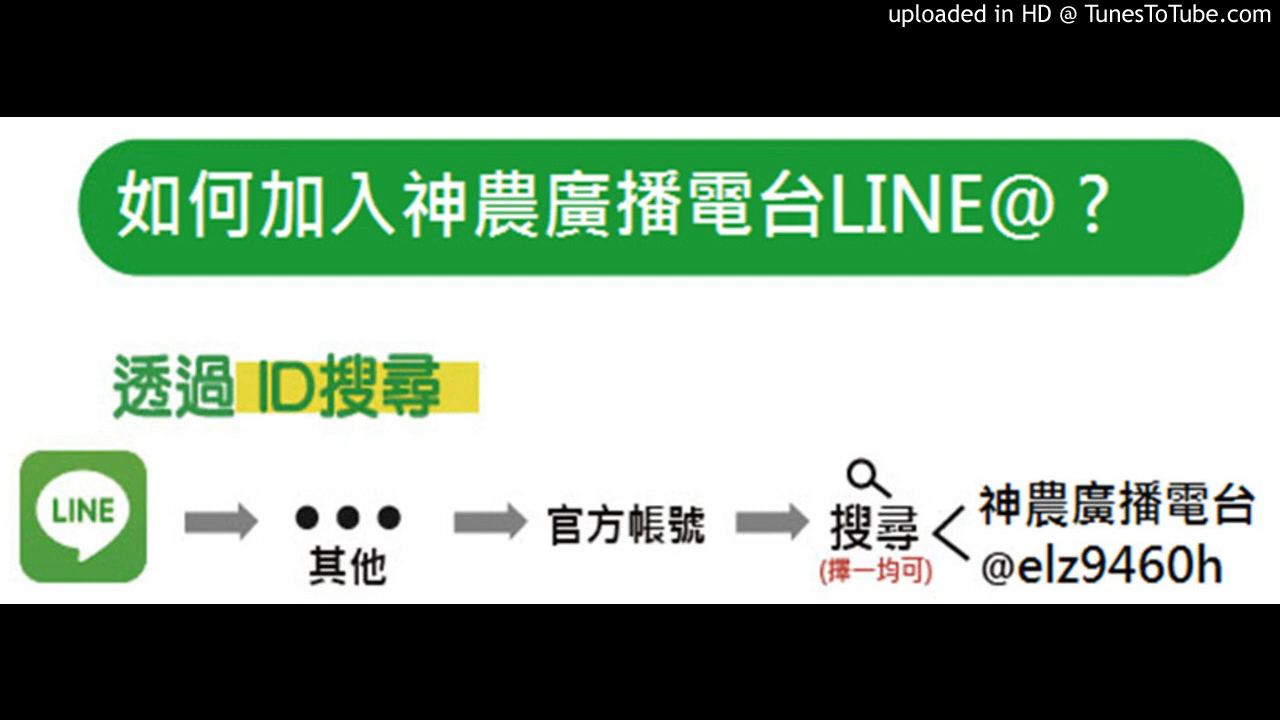 uploaded in HD @ TunesToTube.com
如何加入神農廣播電台LINE@？
透過 ID搜尋
LINE
其他
官方帳號
搜尋
(擇一均可)
神農廣播電台
@elz9460h